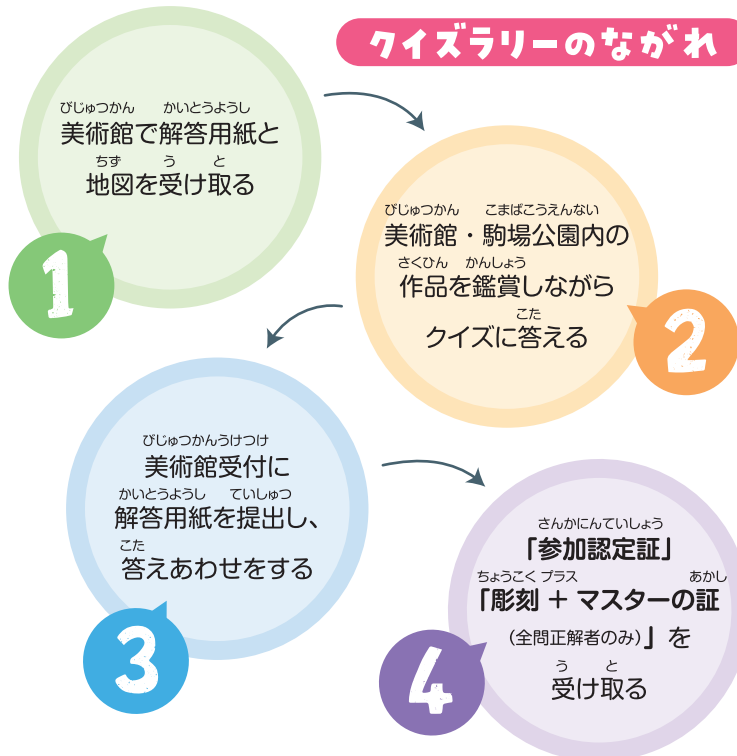 クイズラリーのながれ
びじゅつかん かいとうようし
美術館で解答用紙と
ちず う と
地図を受け取る
1
びじゅつかん こまばこうえんない
美術館・駒場公園内の
さくひん かんしょう
作品を鑑賞しながら
こた
クイズに答える
2
びじゅつかんうけつけ
美術館受付に
かいとうようし ていしゅつ
解答用紙を提出し、
こた
答えあわせをする
3
さんかにんていしょう
「参加認定証」
ちょうこく プラス あかし
「彫刻 + マスターの証
(全問正解者のみ)」を
う と
受け取る
4